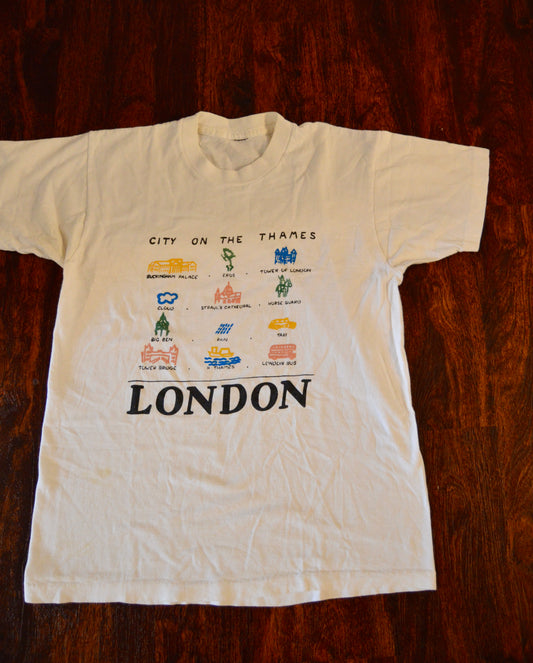 CITY ON THE THAMES
BUCKINGHAM PALACE . EROS . TOWER OF LONDON
CLOUD . ST PAUL'S CATHEDRAL . HORSE GUARD
BIG BEN . RAIN . TAXI
TOWER BRIDGE . R. THAMES . LONDON BUS
LONDON